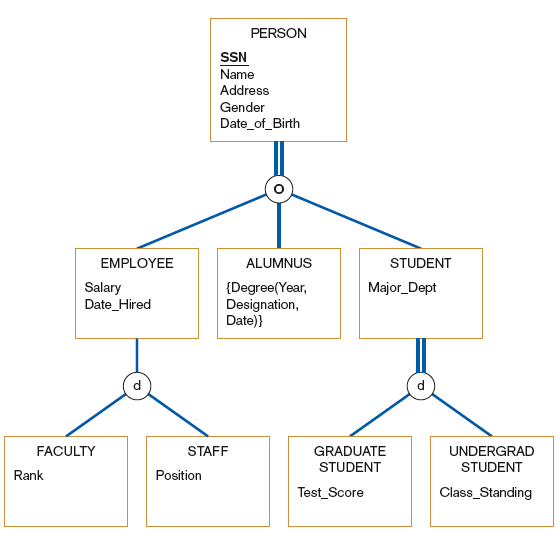 PERSON
SSN
Name
Address
Gender
Date_of_Birth
O
EMPLOYEE
Salary
Date_Hired
ALUMNUS
{Degree(Year,
Designation,
Date)}
STUDENT
Major_Dept
d
d
FACULTY
Rank
STAFF
Position
GRADUATE
STUDENT
Test_Score
UNDERGRAD
STUDENT
Class_Standing